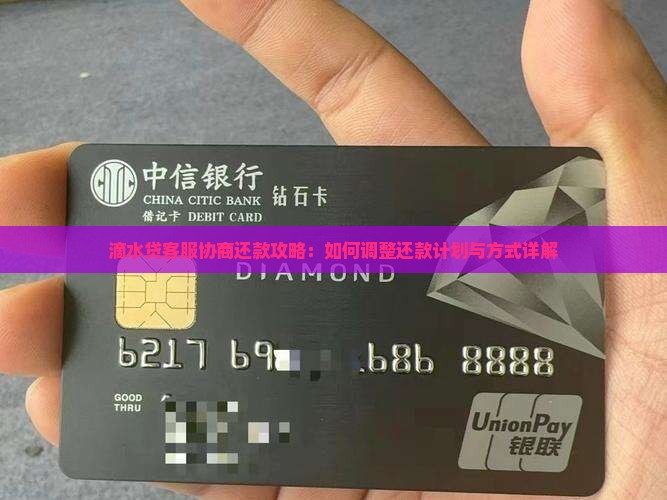 中信银行
CHINA CITIC BANK
钻石卡
借记卡 DEBIT CARD
滴水贷客服协商还款攻略：如何调整还款计划与方式详解
DIAMOND
6217 69 686 8888
GOOD
THRU
UnionPay
银联